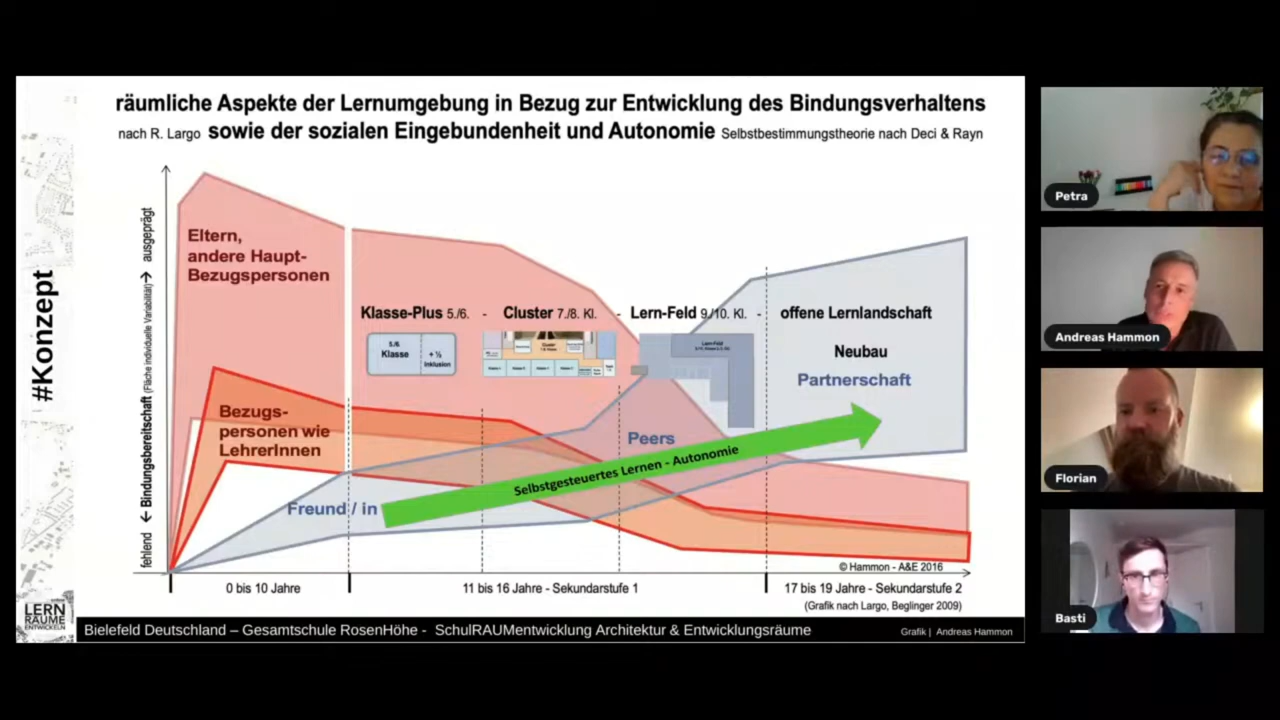 räumliche Aspekte der Lernumgebung in Bezug zur Entwicklung des Bindungsverhaltens
nach R. Largo sowie der sozialen Eingebundenheit und Autonomie Selbstbestimmungstheorie nach Deci & Rayn
#Konzept
fehlend ← Bindungsbereitschaft (Fläche individuelle Variabilität) → ausgeprägt
Eltern,
andere Haupt-
Bezugspersonen
Klasse-Plus 5./6. - Cluster 7./8. Kl. - Lern-Feld 9./10. Kl. - offene Lernlandschaft
5./6
Klasse
+ ½
Inklusion
Cluster
Lern-Feld
Neubau
Partnerschaft
Bezugs-
personen wie
LehrerInnen
Peers
Selbstgesteuertes Lernen - Autonomie
Freund / in
© Hammon - A&E 2016
0 bis 10 Jahre
11 bis 16 Jahre - Sekundarstufe 1
17 bis 19 Jahre - Sekundarstufe 2
(Grafik nach Largo, Beglinger 2009)
LERN
RÄUME
ENTWICKELN
Bielefeld Deutschland – Gesamtschule RosenHöhe - SchulRAUMentwicklung Architektur & Entwicklungsräume
Grafik | Andreas Hammon
Petra
Andreas Hammon
Florian
Basti